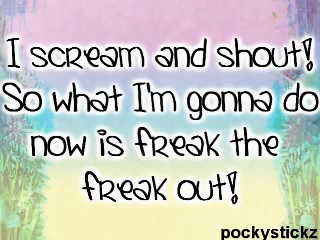 I scream and shout!
So what I'm gonna do
now is freak the
freak out!
pockystickz